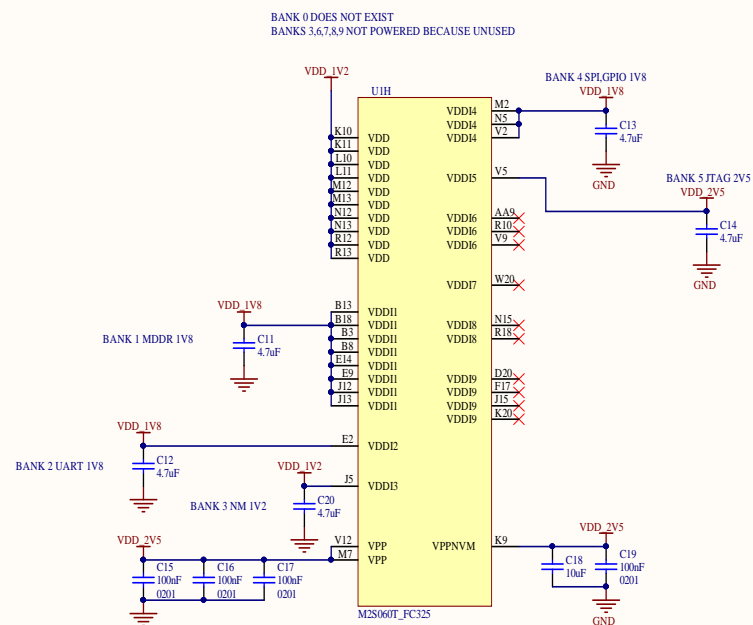 BANK 0 DOES NOT EXIST
BANKS 3,6,7,8,9 NOT POWERED BECAUSE UNUSED
VDD_1V2
U1H
K10 VDD
K11 VDD
L10 VDD
L11 VDD
M12 VDD
M13 VDD
N12 VDD
N13 VDD
R12 VDD
R13 VDD
VDD_1V8
BANK 1 MDDR 1V8
C11
4.7uF
B13 VDDI1
B18 VDDI1
B3 VDDI1
B8 VDDI1
E14 VDDI1
E9 VDDI1
J12 VDDI1
J13 VDDI1
VDD_1V8
BANK 2 UART 1V8
C12
4.7uF
E2 VDDI2
VDD_1V2
BANK 3 NM 1V2
C20
4.7uF
J5 VDDI3
VDD_2V5
C15
100nF
0201
C16
100nF
0201
C17
100nF
0201
V12 VPP
M7 VPP
BANK 4 SPI,GPIO 1V8
VDD_1V8
VDDI4 M2
VDDI4 N5
VDDI4 V2
C13
4.7uF
GND
VDDI5 V5
BANK 5 JTAG 2V5
VDD_2V5
C14
4.7uF
GND
VDDI6 AA9
VDDI6 R10
VDDI6 V9
VDDI7 W20
VDDI8 N15
VDDI8 R18
VDDI9 D20
VDDI9 F17
VDDI9 J15
VDDI9 K20
VPPNVM K9
VDD_2V5
C18
10uF
C19
100nF
0201
GND
M2S060T_FC325